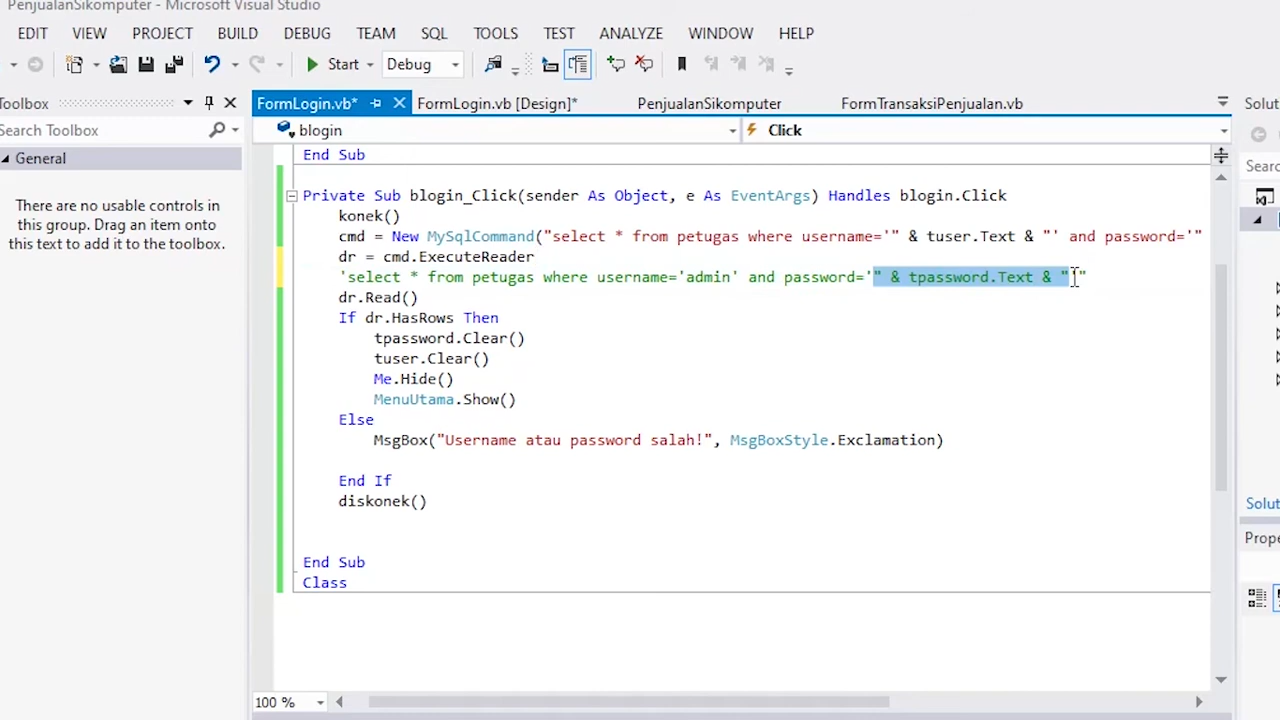 PenjualanSikomputer - Microsoft Visual Studio
EDIT VIEW PROJECT BUILD DEBUG TEAM SQL TOOLS TEST ANALYZE WINDOW HELP
Start Debug
Toolbox
FormLogin.vb* FormLogin.vb [Design]* PenjualanSikomputer FormTransaksiPenjualan.vb
Search Toolbox
blogin Click
General
There are no usable controls in
this group. Drag an item onto
this text to add it to the toolbox.
End Sub
Private Sub blogin_Click(sender As Object, e As EventArgs) Handles blogin.Click
konek()
cmd = New MySqlCommand("select * from petugas where username='" & tuser.Text & "' and password='"
dr = cmd.ExecuteReader
'select * from petugas where username='admin' and password='" & tpassword.Text & "'"
dr.Read()
If dr.HasRows Then
tpassword.Clear()
tuser.Clear()
Me.Hide()
MenuUtama.Show()
Else
MsgBox("Username atau password salah!", MsgBoxStyle.Exclamation)
End If
diskonek()
End Sub
Class
100 %
Solut
Searc
Solut
Prope